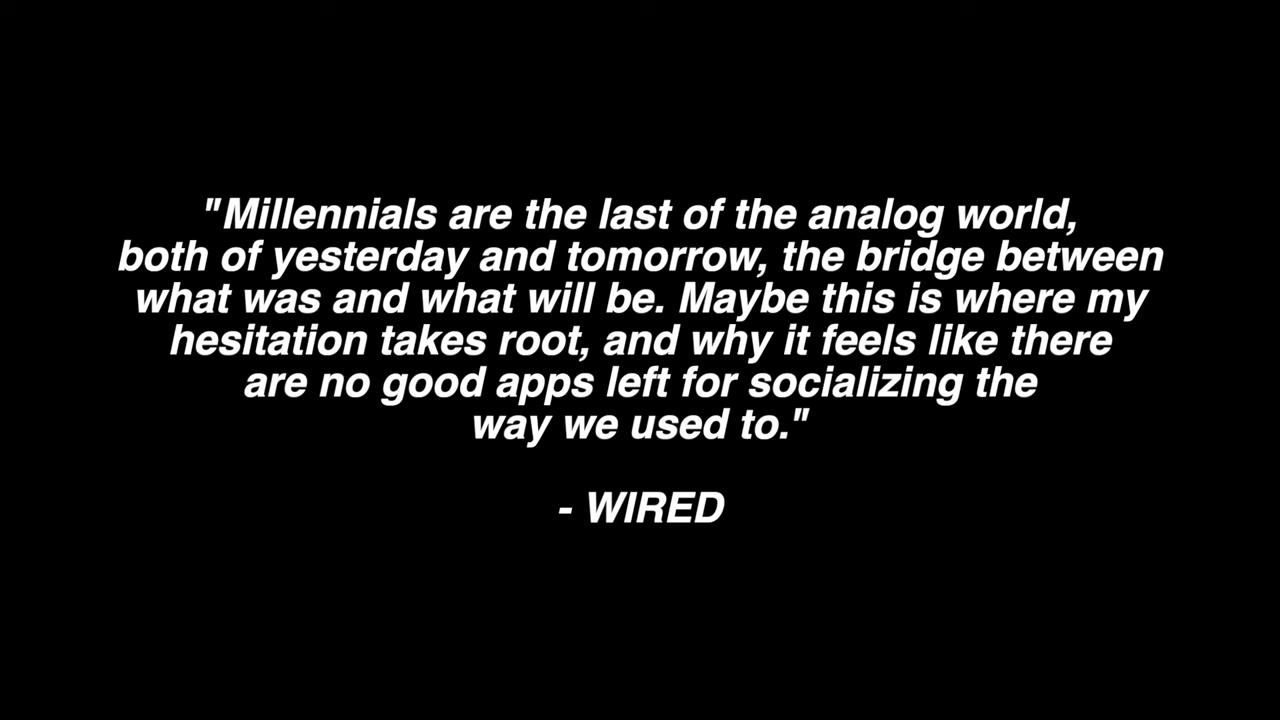 "Millennials are the last of the analog world,
both of yesterday and tomorrow, the bridge between
what was and what will be. Maybe this is where my
hesitation takes root, and why it feels like there
are no good apps left for socializing the
way we used to."
- WIRED